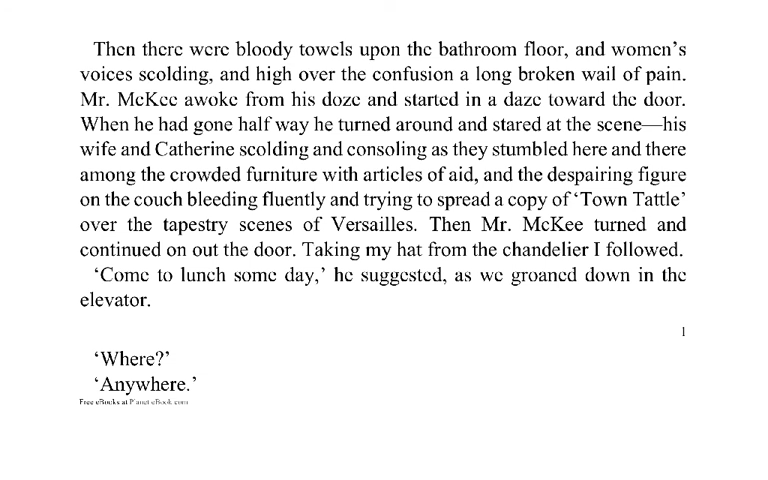 Then there were bloody towels upon the bathroom floor, and women’s
voices scolding, and high over the confusion a long broken wail of pain.
Mr. McKee awoke from his doze and started in a daze toward the door.
When he had gone half way he turned around and stared at the scene—his
wife and Catherine scolding and consoling as they stumbled here and there
among the crowded furniture with articles of aid, and the despairing figure
on the couch bleeding fluently and trying to spread a copy of ‘Town Tattle’
over the tapestry scenes of Versailles. Then Mr. McKee turned and
continued on out the door. Taking my hat from the chandelier I followed.
‘Come to lunch some day,’ he suggested, as we groaned down in the
elevator.
1
‘Where?’
‘Anywhere.’
Free eBooks at Planet eBook.com